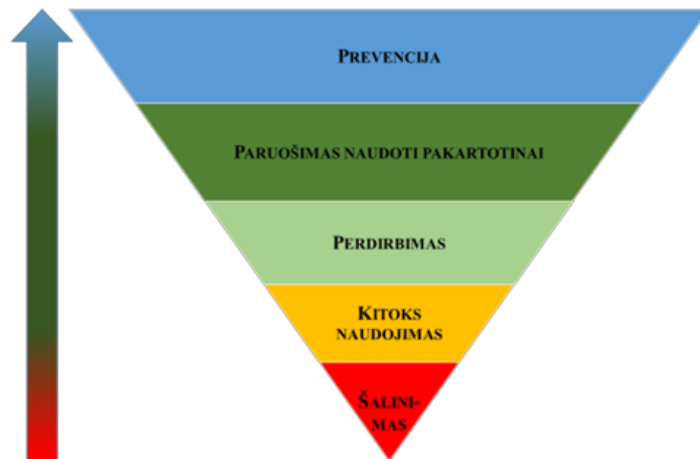 PREVENCIJA
PARUOŠIMAS NAUDOTI PAKARTOTINAI
PERDIRBIMAS
KITOKS
NAUDOJIMAS
ŠALINI-
MAS